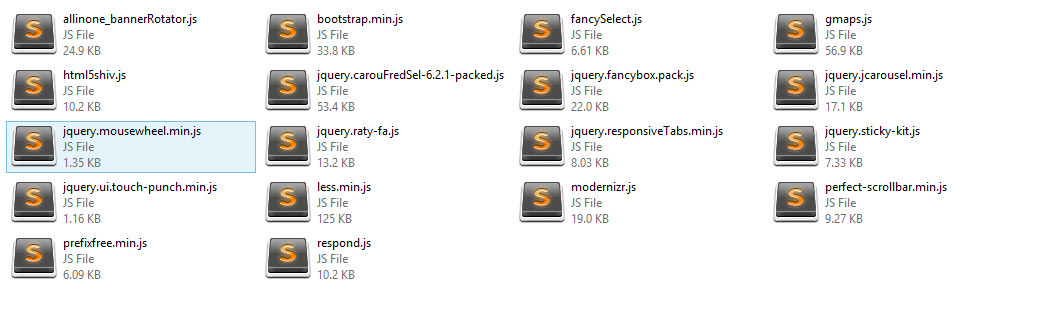 allinone_bannerRotator.js
JS File
24.9 KB
bootstrap.min.js
JS File
33.8 KB
fancySelect.js
JS File
6.61 KB
gmaps.js
JS File
56.9 KB
html5shiv.js
JS File
10.2 KB
jquery.carouFredSel-6.2.1-packed.js
JS File
53.4 KB
jquery.fancybox.pack.js
JS File
22.0 KB
jquery.jcarousel.min.js
JS File
17.1 KB
jquery.mousewheel.min.js
JS File
1.35 KB
jquery.raty-fa.js
JS File
13.2 KB
jquery.responsiveTabs.min.js
JS File
8.03 KB
jquery.sticky-kit.js
JS File
7.33 KB
jquery.ui.touch-punch.min.js
JS File
1.16 KB
less.min.js
JS File
125 KB
modernizr.js
JS File
19.0 KB
perfect-scrollbar.min.js
JS File
9.27 KB
prefixfree.min.js
JS File
6.09 KB
respond.js
JS File
10.2 KB